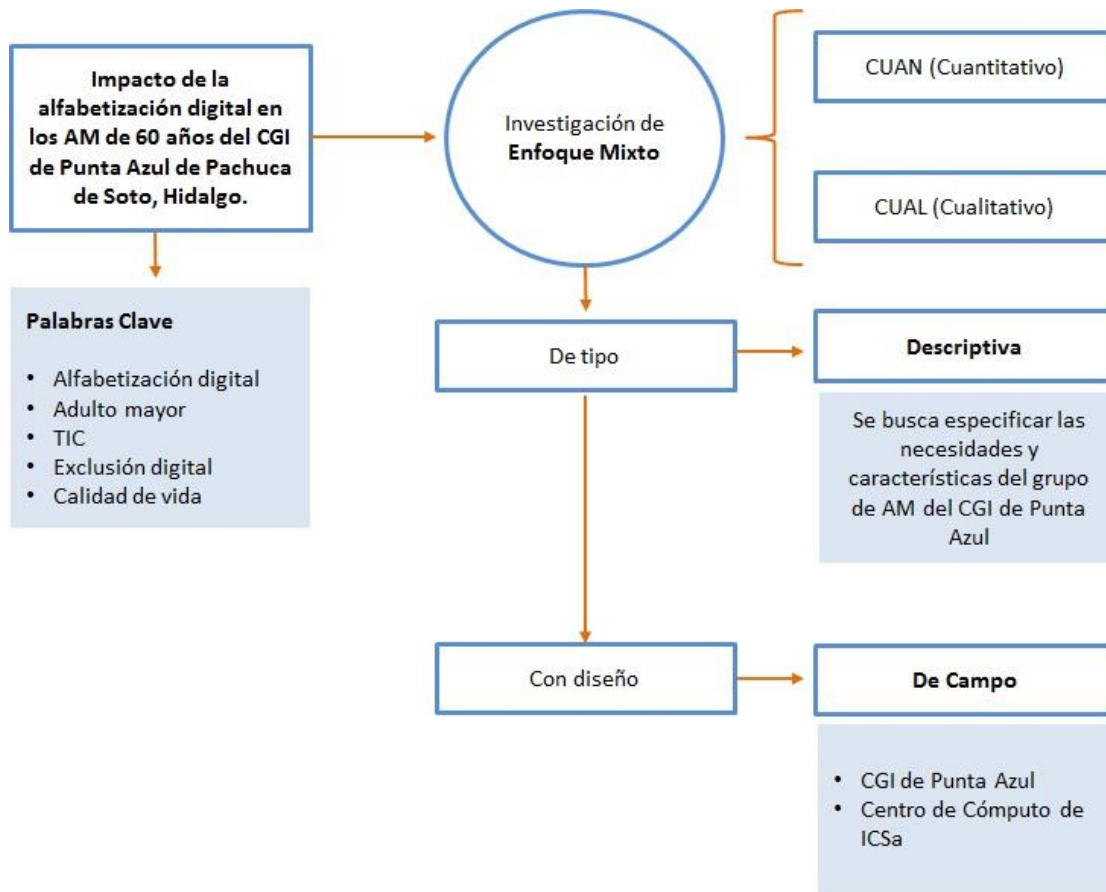 Impacto de la
alfabetización digital en
los AM de 60 años del CGI
de Punta Azul de Pachuca
de Soto, Hidalgo.
Palabras Clave
• Alfabetización digital
• Adulto mayor
• TIC
• Exclusión digital
• Calidad de vida
Investigación de
Enfoque Mixto
CUAN (Cuantitativo)
CUAL (Cualitativo)
De tipo
Descriptiva
Se busca especificar las
necesidades y
características del grupo
de AM del CGI de Punta
Azul
Con diseño
De Campo
• CGI de Punta Azul
• Centro de Cómputo de
ICSa